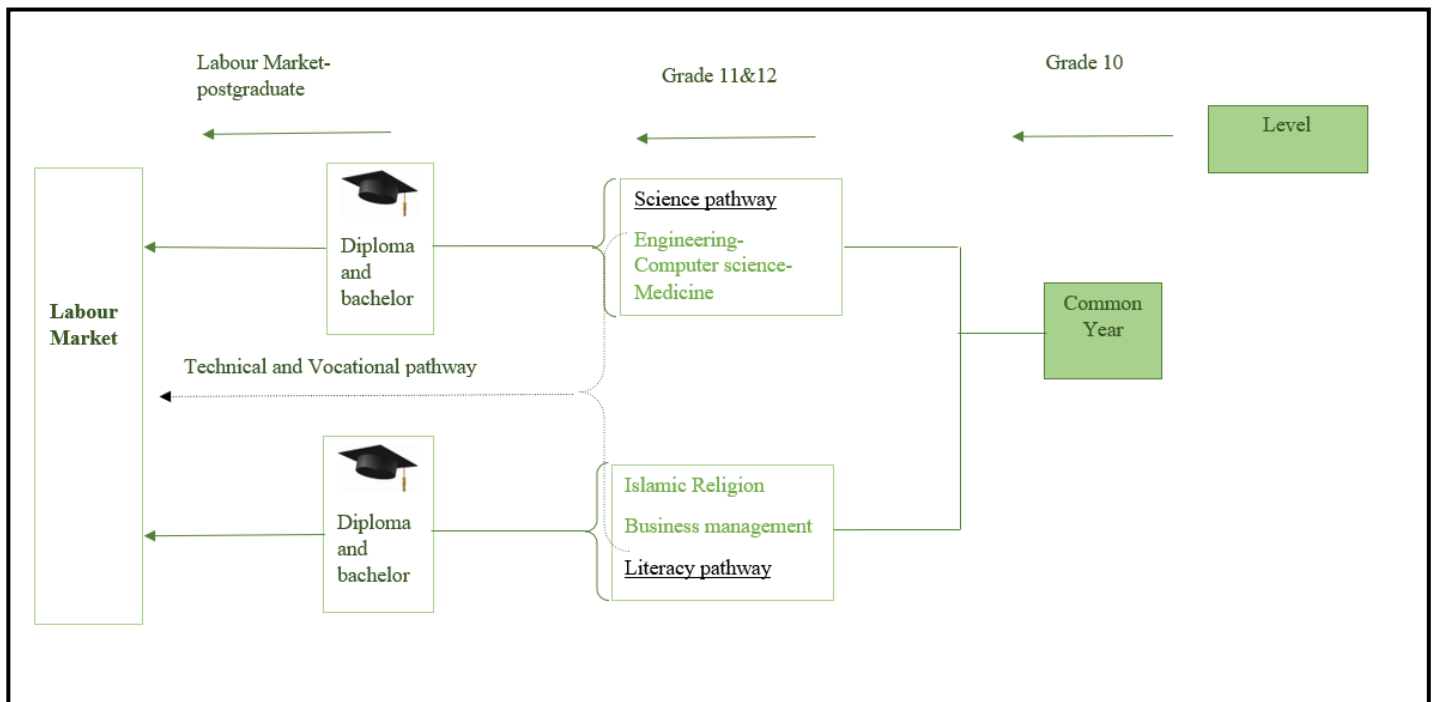 Labour Market-
postgraduate
Grade 11&12
Grade 10
Level
Diploma
and
bachelor
Science pathway
Engineering-
Computer science-
Medicine
Labour
Market
Common
Year
Technical and Vocational pathway
Diploma
and
bachelor
Islamic Religion
Business management
Literacy pathway